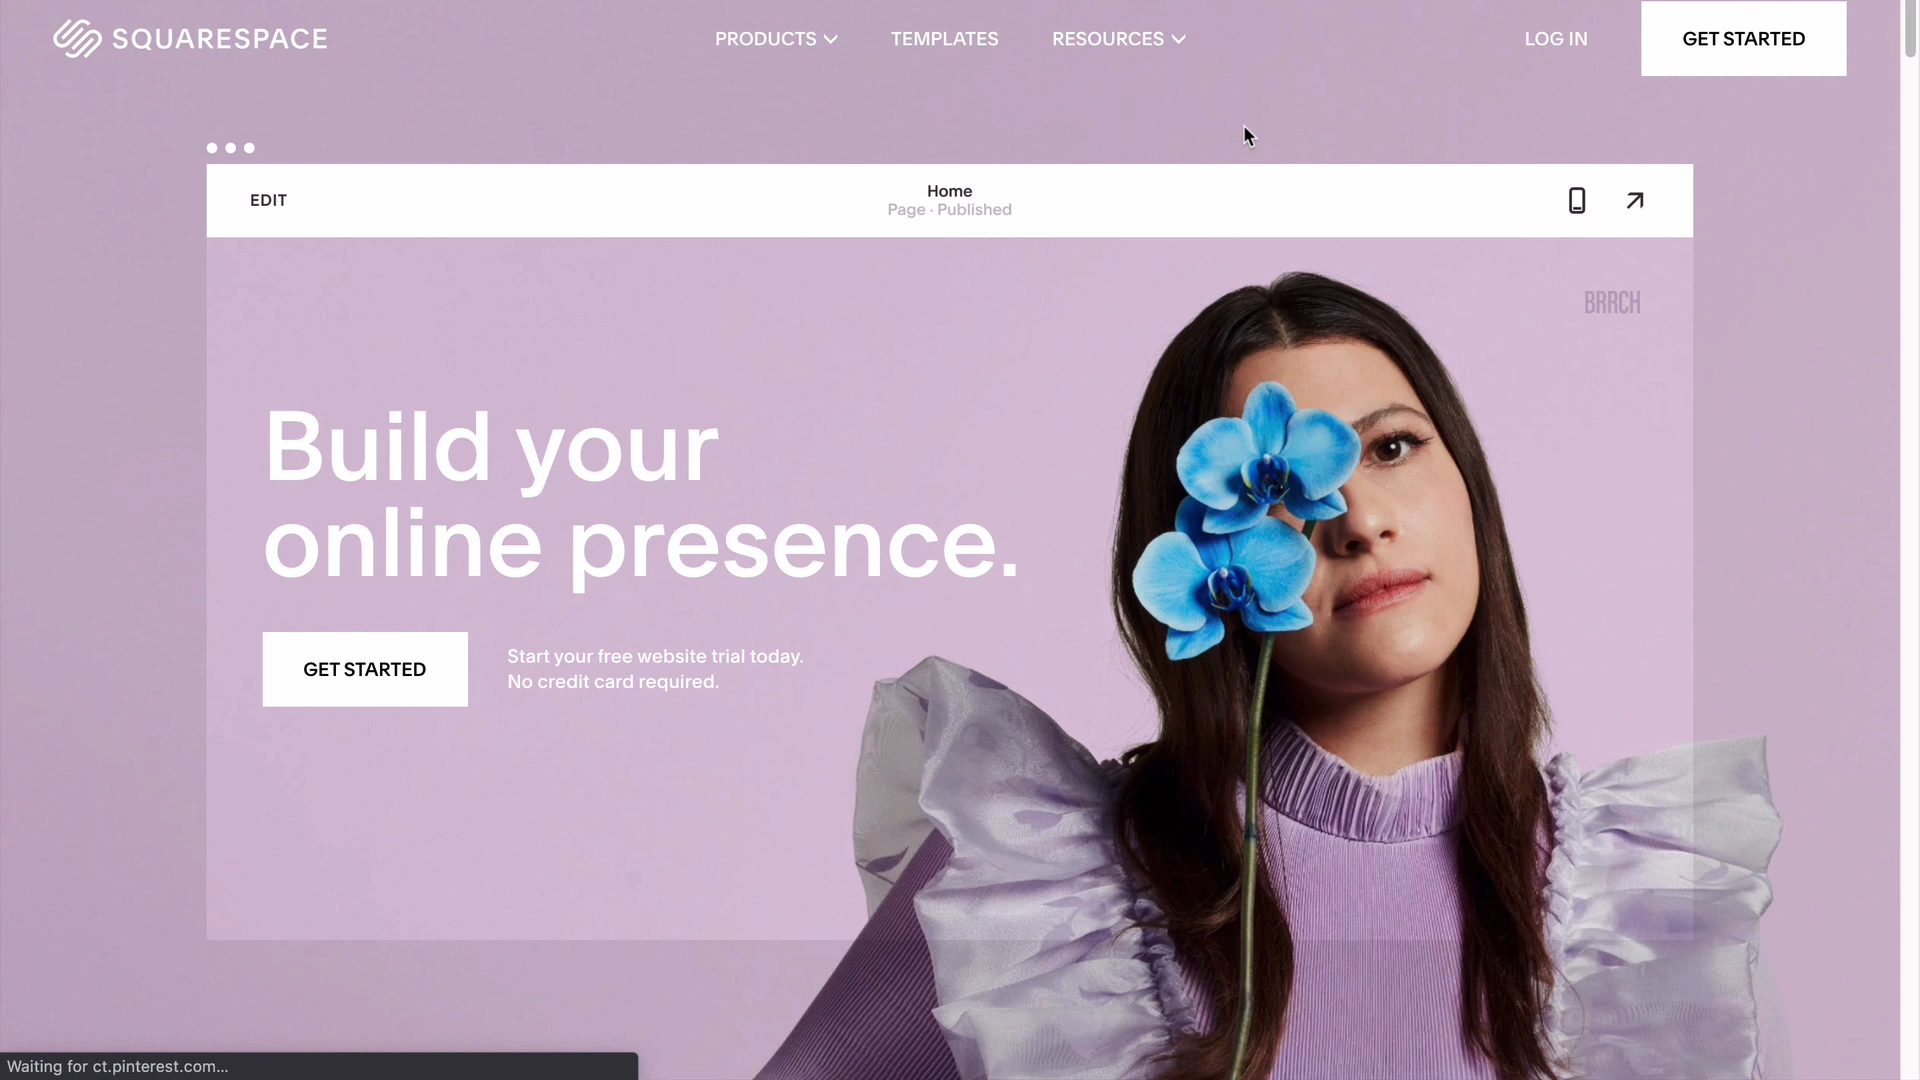 SQUARESPACE
PRODUCTS
TEMPLATES
RESOURCES
LOG IN
GET STARTED
EDIT
Home
Page · Published
BRRCH
Build your
online presence.
GET STARTED
Start your free website trial today.
No credit card required.
Waiting for ct.pinterest.com...